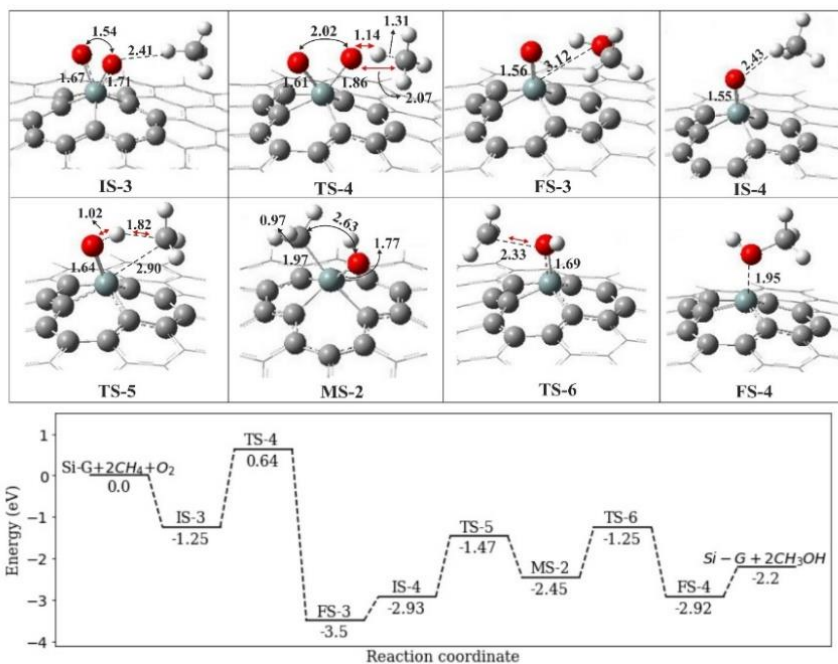 1.54
2.41
1.67
1.71
IS-3
2.02
1.14
1.31
1.61
1.86
2.07
TS-4
1.56
3.12
FS-3
2.43
1.55
IS-4
1.02
1.82
1.64
2.90
TS-5
0.97
2.63
1.97
1.77
MS-2
2.33
1.69
TS-6
1.95
FS-4
Energy (eV)
1
0
−1
−2
−3
−4
Si-G+2CH₄+O₂
0.0
IS-3
-1.25
TS-4
0.64
FS-3
-3.5
IS-4
-2.93
TS-5
-1.47
MS-2
-2.45
TS-6
-1.25
FS-4
-2.92
Si − G + 2CH₃OH
-2.2
Reaction coordinate